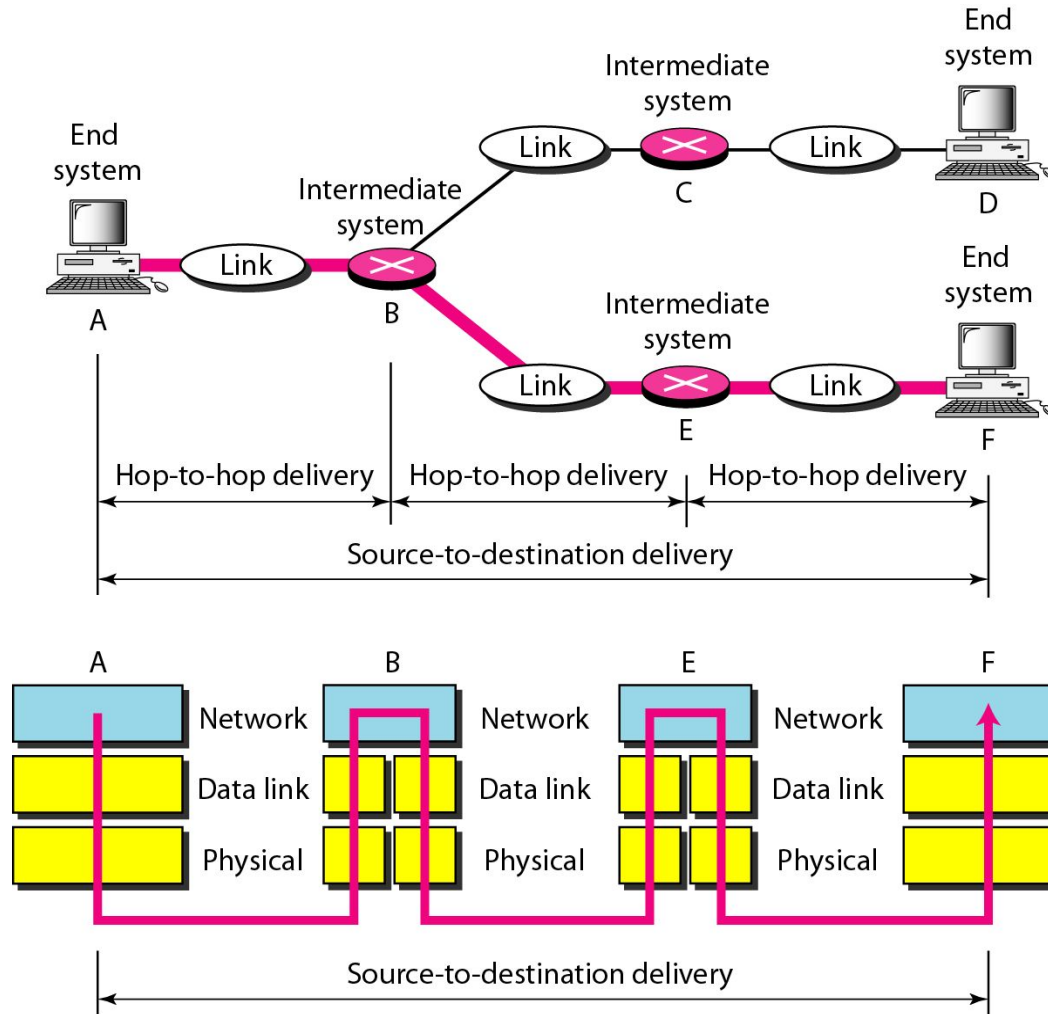 End
system
Intermediate
system
End
system
Link
Link
C
D
Intermediate
system
Link
A
B
End
system
Intermediate
system
Link
Link
E
F
Hop-to-hop delivery
Hop-to-hop delivery
Hop-to-hop delivery
Source-to-destination delivery
A
B
E
F
Network
Network
Network
Data link
Data link
Data link
Physical
Physical
Physical
Source-to-destination delivery